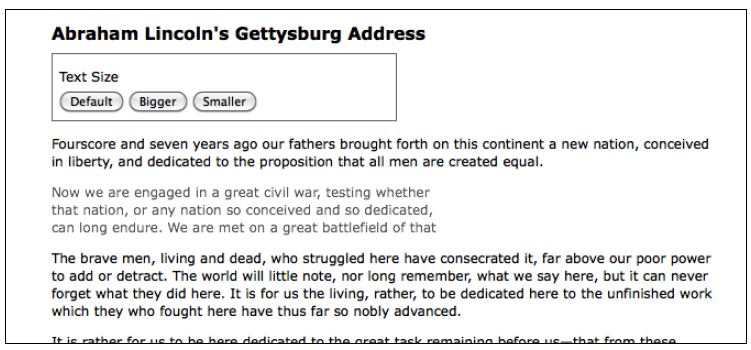 Abraham Lincoln's Gettysburg Address
Text Size
Default Bigger Smaller
Fourscore and seven years ago our fathers brought forth on this continent a new nation, conceived
in liberty, and dedicated to the proposition that all men are created equal.
Now we are engaged in a great civil war, testing whether
that nation, or any nation so conceived and so dedicated,
can long endure. We are met on a great battlefield of that
The brave men, living and dead, who struggled here have consecrated it, far above our poor power
to add or detract. The world will little note, nor long remember, what we say here, but it can never
forget what they did here. It is for us the living, rather, to be dedicated here to the unfinished work
which they who fought here have thus far so nobly advanced.
It is rather for us to be here dedicated to the great task remaining before us—that from these